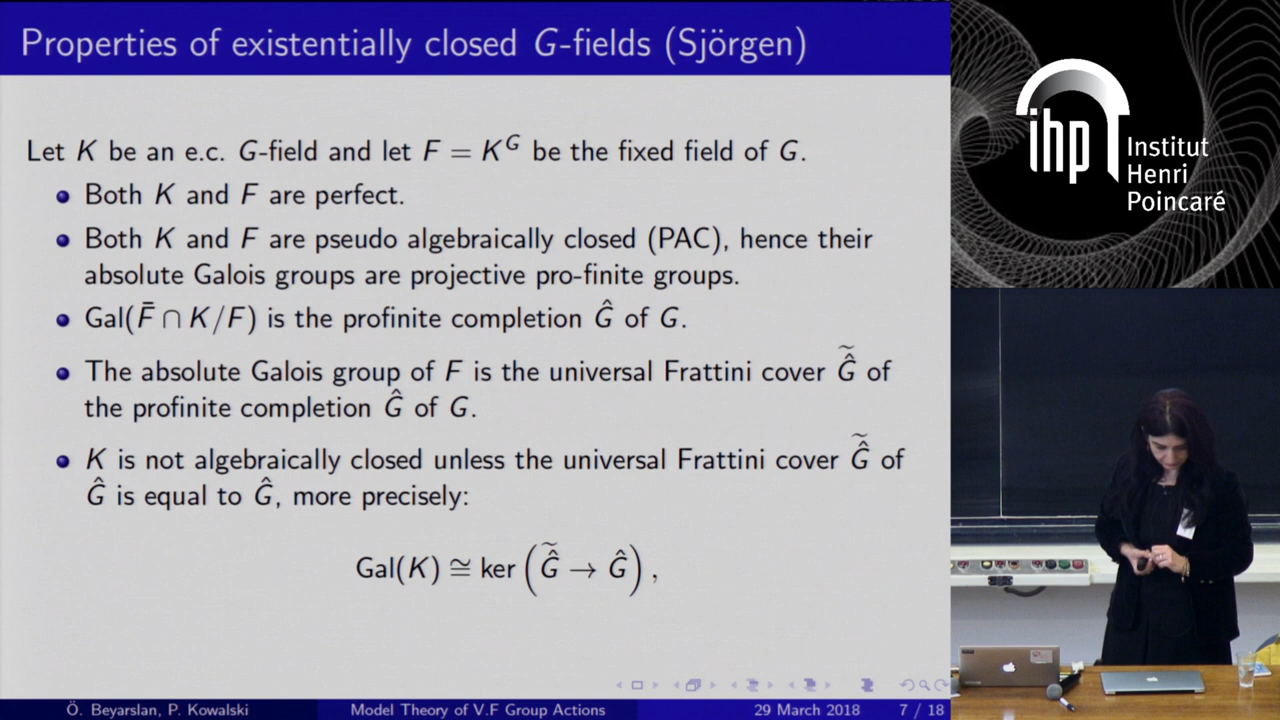 Properties of existentially closed G-fields (Sjörgen)
Let K be an e.c. G-field and let F = K^G be the fixed field of G.
Both K and F are perfect.
Both K and F are pseudo algebraically closed (PAC), hence their
absolute Galois groups are projective pro-finite groups.
Gal(F̄ ∩ K/F) is the profinite completion Ĝ of G.
The absolute Galois group of F is the universal Frattini cover \widetilde{Ĝ} of
the profinite completion Ĝ of G.
K is not algebraically closed unless the universal Frattini cover \widetilde{Ĝ} of
Ĝ is equal to Ĝ, more precisely:
Gal(K) ≅ ker ( \widetilde{Ĝ} → Ĝ ) ,
Ö. Beyarslan, P. Kowalski
Model Theory of V.F Group Actions
29 March 2018
7 / 18
ihp
Institut
Henri
Poincaré